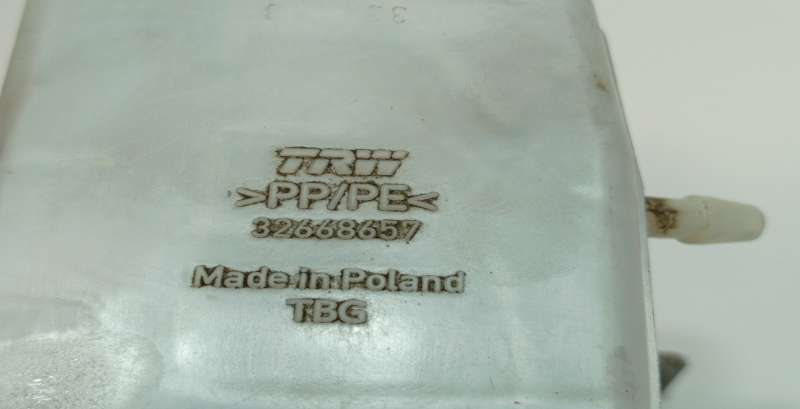 TRW
>PP/PE<
32668657
Made in Poland
TBG